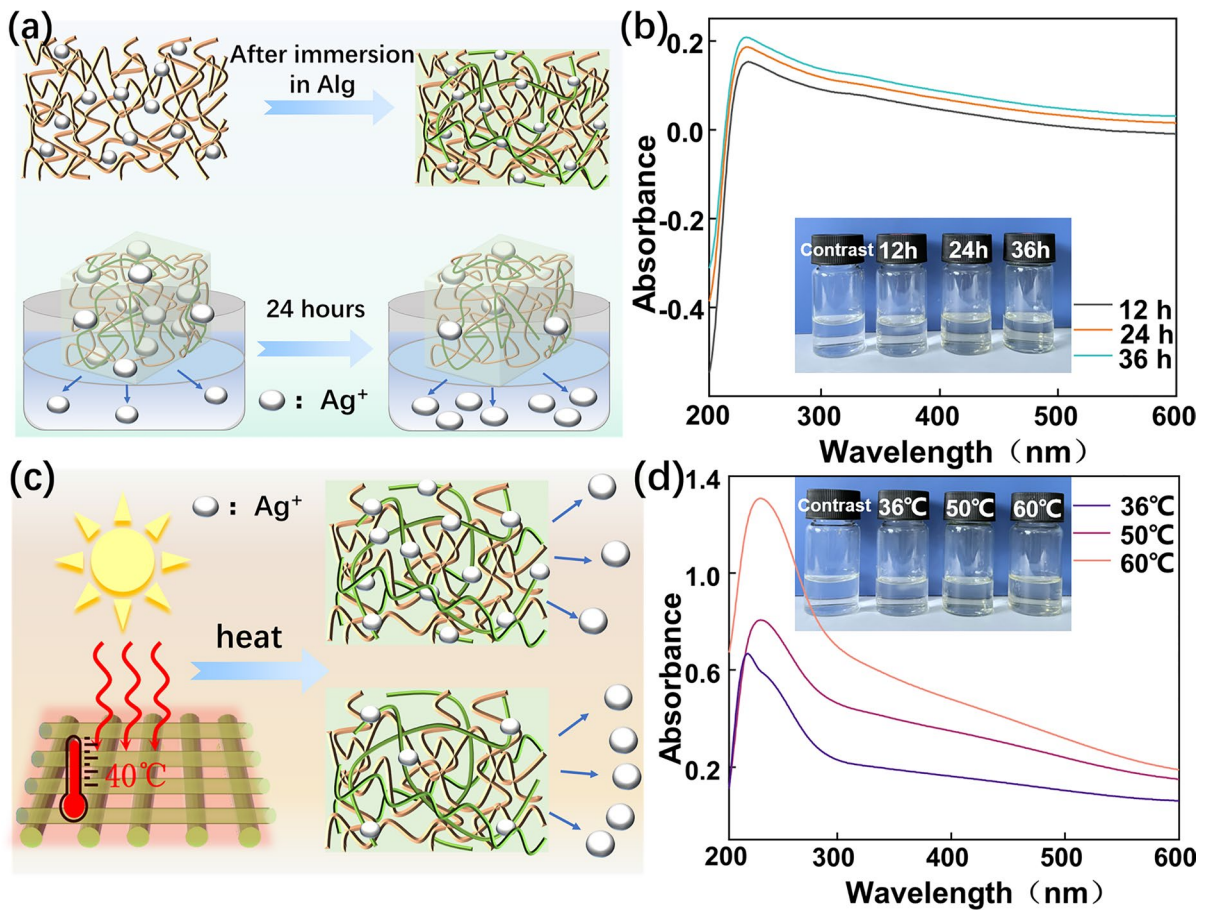 (a)
After immersion
in Alg
24 hours
: Ag+
(b)
0.2
0.0
-0.2
-0.4
Absorbance
Contrast
12h
24h
36h
12 h
24 h
36 h
200
300
400
500
600
Wavelength（nm）
(c)
: Ag+
heat
40℃
(d)
1.4
1.0
0.6
0.2
Absorbance
Contrast
36℃
50℃
60℃
36℃
50℃
60℃
200
300
400
500
600
Wavelength（nm）